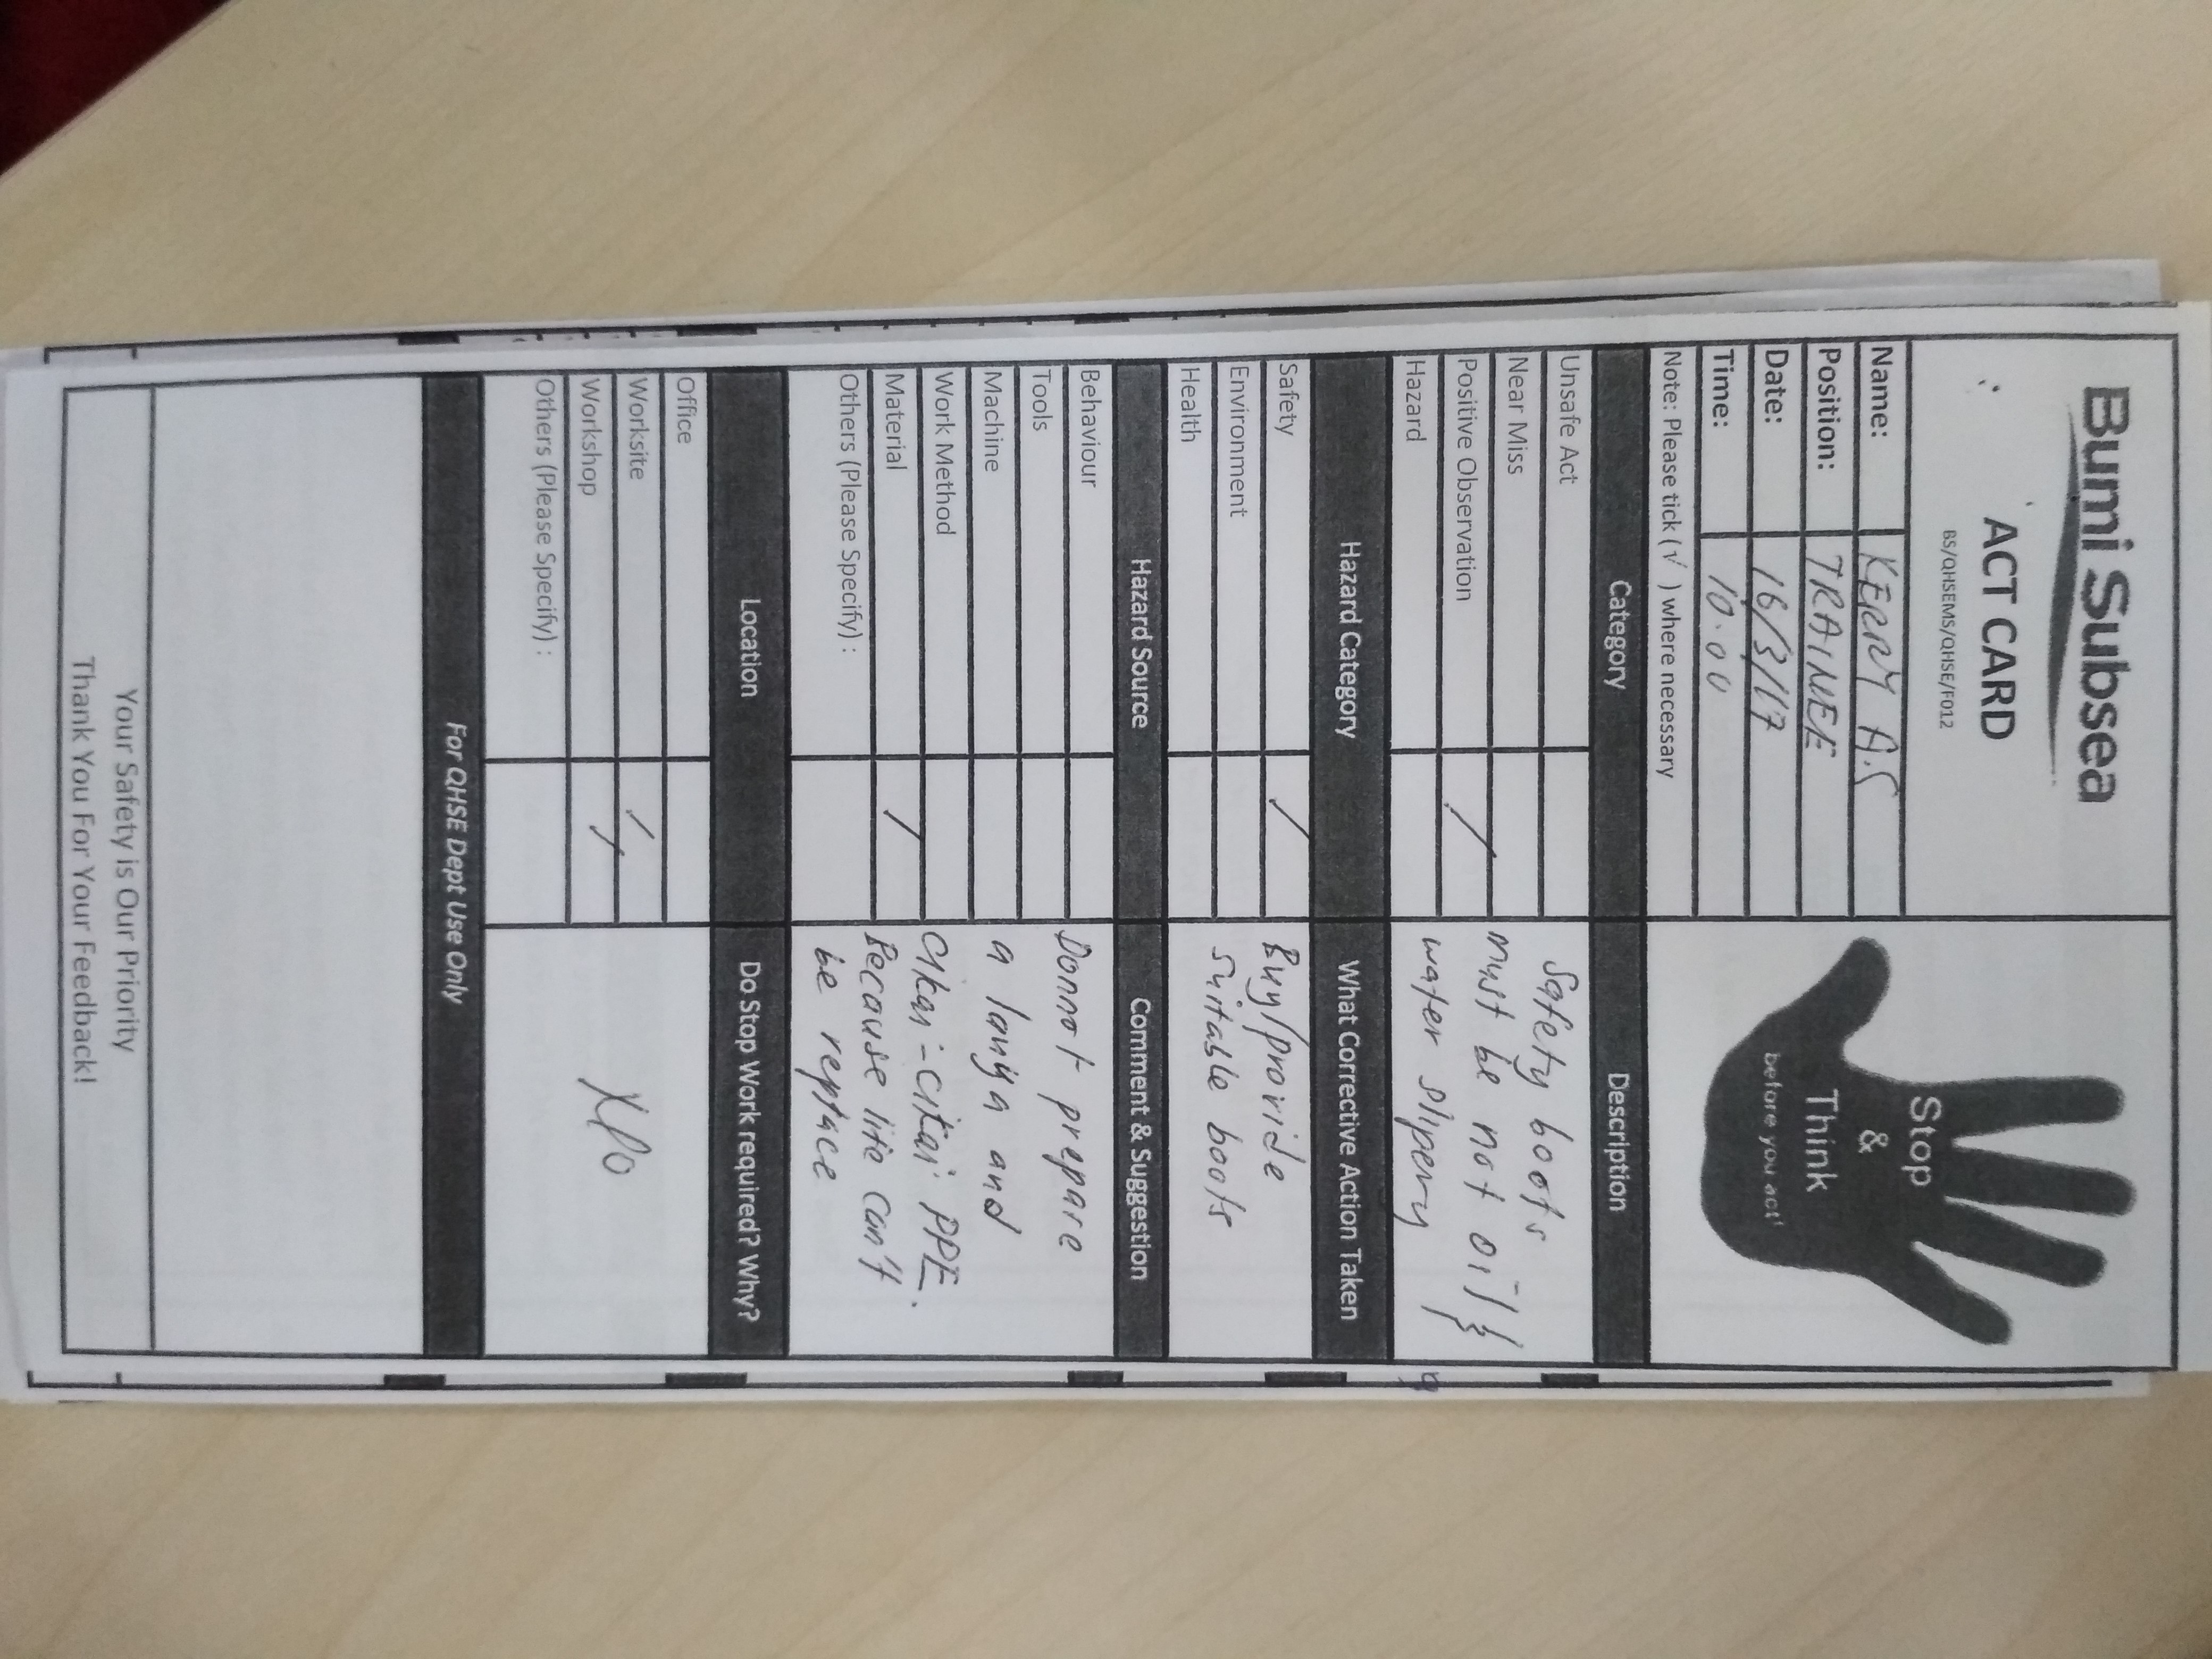 Bumi Subsea
ACT CARD
BS/QHSEMS/QHSE/F012
Stop
&
Think
before you act!
Name: KERNY A.S
Position: TRAINEE
Date: 16/3/17
Time: 10.00
Note: Please tick (√ ) where necessary
Category
Description
Unsafe Act
Near Miss
Positive Observation /
Hazard
Safety boots
must be not oil &
water slipery
Hazard Category
What Corrective Action Taken
Safety /
Environment
Health
Buy/provide
suitable boots
Hazard Source
Comment & Suggestion
Behaviour
Tools
Machine
Work Method
Material /
Others (Please Specify) :
Donnot prepare
a lanya and
cikai-citai PPE.
Because life can't
be replace
Location
Do Stop Work required? Why?
Office
Worksite /
Workshop /
Others (Please Specify) :
No
For QHSE Dept Use Only
Your Safety is Our Priority
Thank You For Your Feedback!